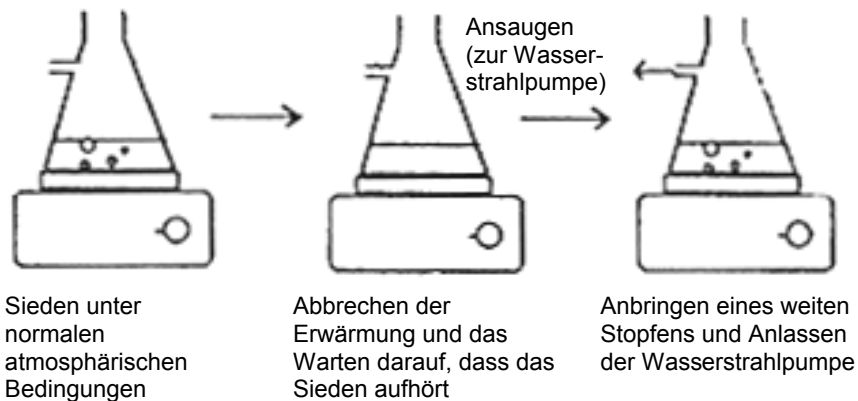 Ansaugen
(zur Wasser-
strahlpumpe)
Sieden unter
normalen
atmosphärischen
Bedingungen
Abbrechen der
Erwärmung und das
Warten darauf, dass das
Sieden aufhört
Anbringen eines weiten
Stopfens und Anlassen
der Wasserstrahlpumpe